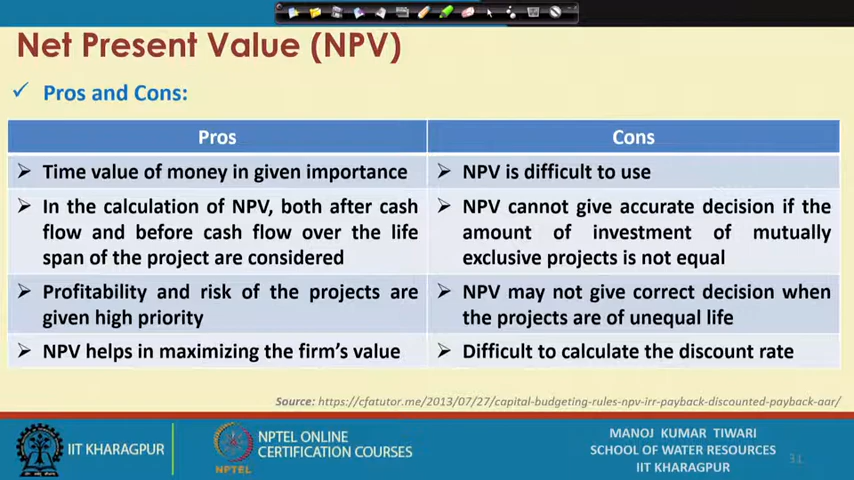 Net Present Value (NPV)
✓ Pros and Cons:
Pros
Cons
➢ Time value of money in given importance
➢ NPV is difficult to use
➢ In the calculation of NPV, both after cash
flow and before cash flow over the life
span of the project are considered
➢ NPV cannot give accurate decision if the
amount of investment of mutually
exclusive projects is not equal
➢ Profitability and risk of the projects are
given high priority
➢ NPV may not give correct decision when
the projects are of unequal life
➢ NPV helps in maximizing the firm's value
➢ Difficult to calculate the discount rate
Source: https://cfatutor.me/2013/07/27/capital-budgeting-rules-npv-irr-payback-discounted-payback-aar/
IIT KHARAGPUR
NPTEL
NPTEL ONLINE
CERTIFICATION COURSES
MANOJ KUMAR TIWARI
SCHOOL OF WATER RESOURCES
IIT KHARAGPUR
31